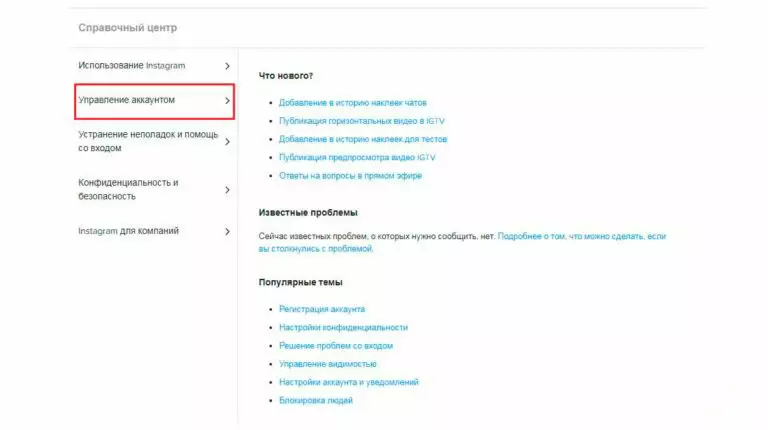 Справочный центр
Использование Instagram
Управление аккаунтом
Устранение неполадок и помощь
со входом
Конфиденциальность и
безопасность
Instagram для компаний
Что нового?
Добавление в историю наклеек чатов
Публикация горизонтальных видео в IGTV
Добавление в историю наклеек для тестов
Публикация предпросмотра видео IGTV
Ответы на вопросы в прямом эфире
Известные проблемы
Сейчас известных проблем, о которых нужно сообщить, нет. Подробнее о том, что можно сделать, если
вы столкнулись с проблемой.
Популярные темы
Регистрация аккаунта
Настройки конфиденциальности
Решение проблем со входом
Управление видимостью
Настройки аккаунта и уведомлений
Блокировка людей